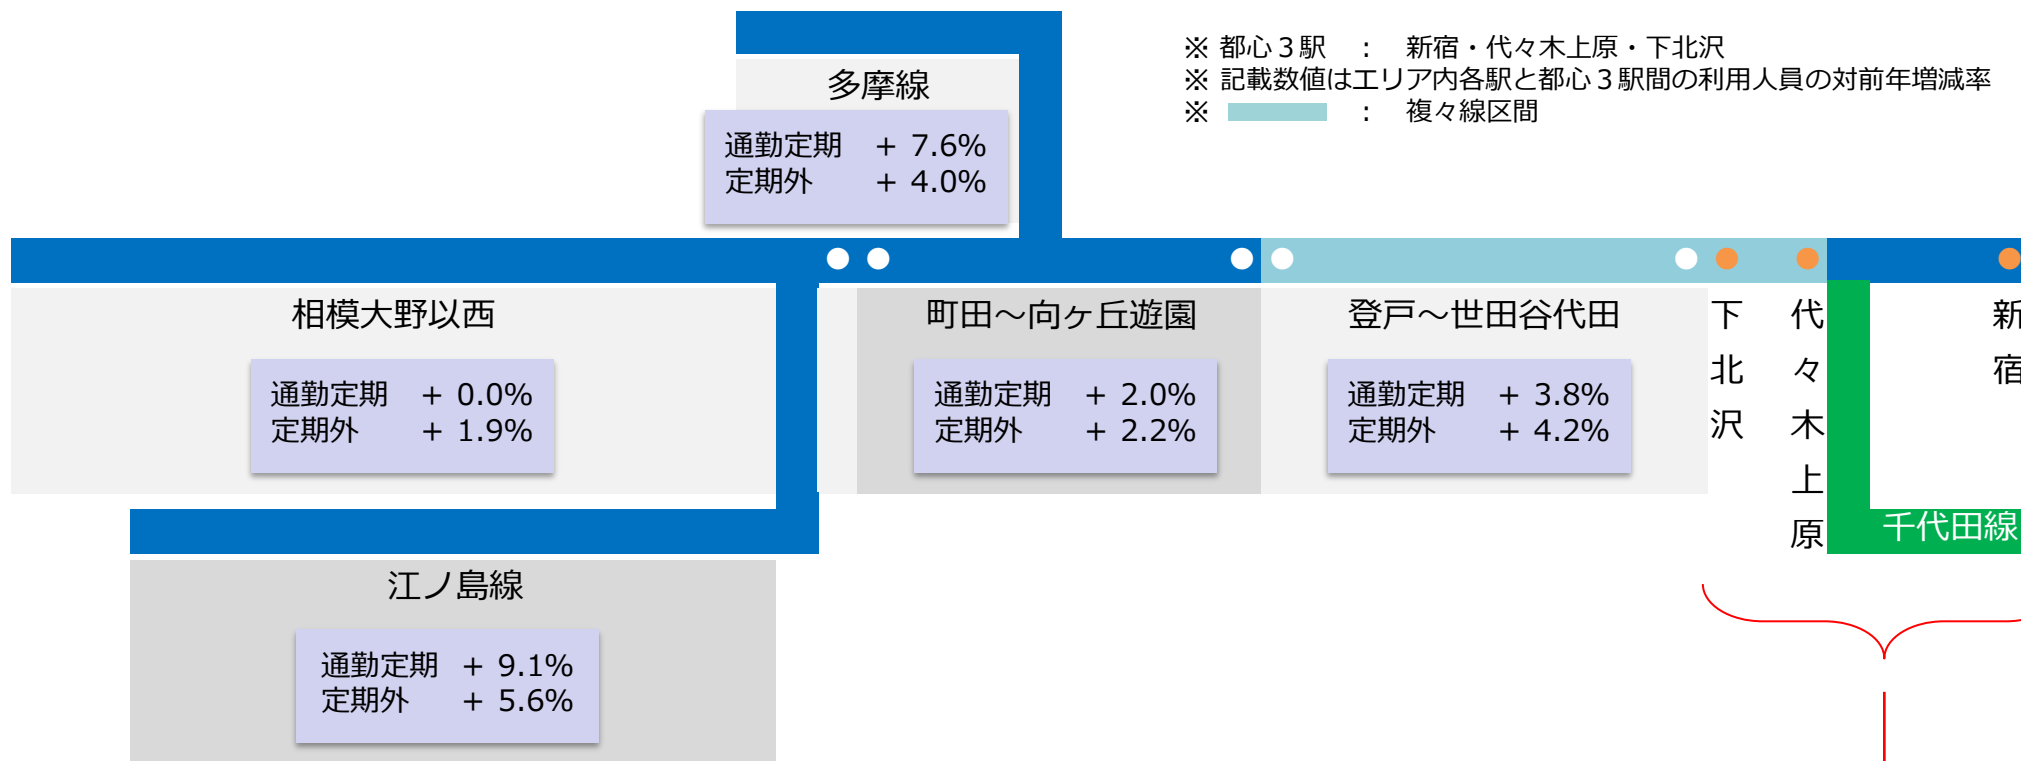 ※ 都心３駅 ： 新宿・代々木上原・下北沢
※ 記載数値はエリア内各駅と都心３駅間の利用人員の対前年増減率
※ ： 複々線区間
多摩線
通勤定期 + 7.6%
定期外 + 4.0%
相模大野以西
通勤定期 + 0.0%
定期外 + 1.9%
町田～向ヶ丘遊園
通勤定期 + 2.0%
定期外 + 2.2%
登戸～世田谷代田
通勤定期 + 3.8%
定期外 + 4.2%
下北沢
代々木上原
新宿
千代田線
江ノ島線
通勤定期 + 9.1%
定期外 + 5.6%